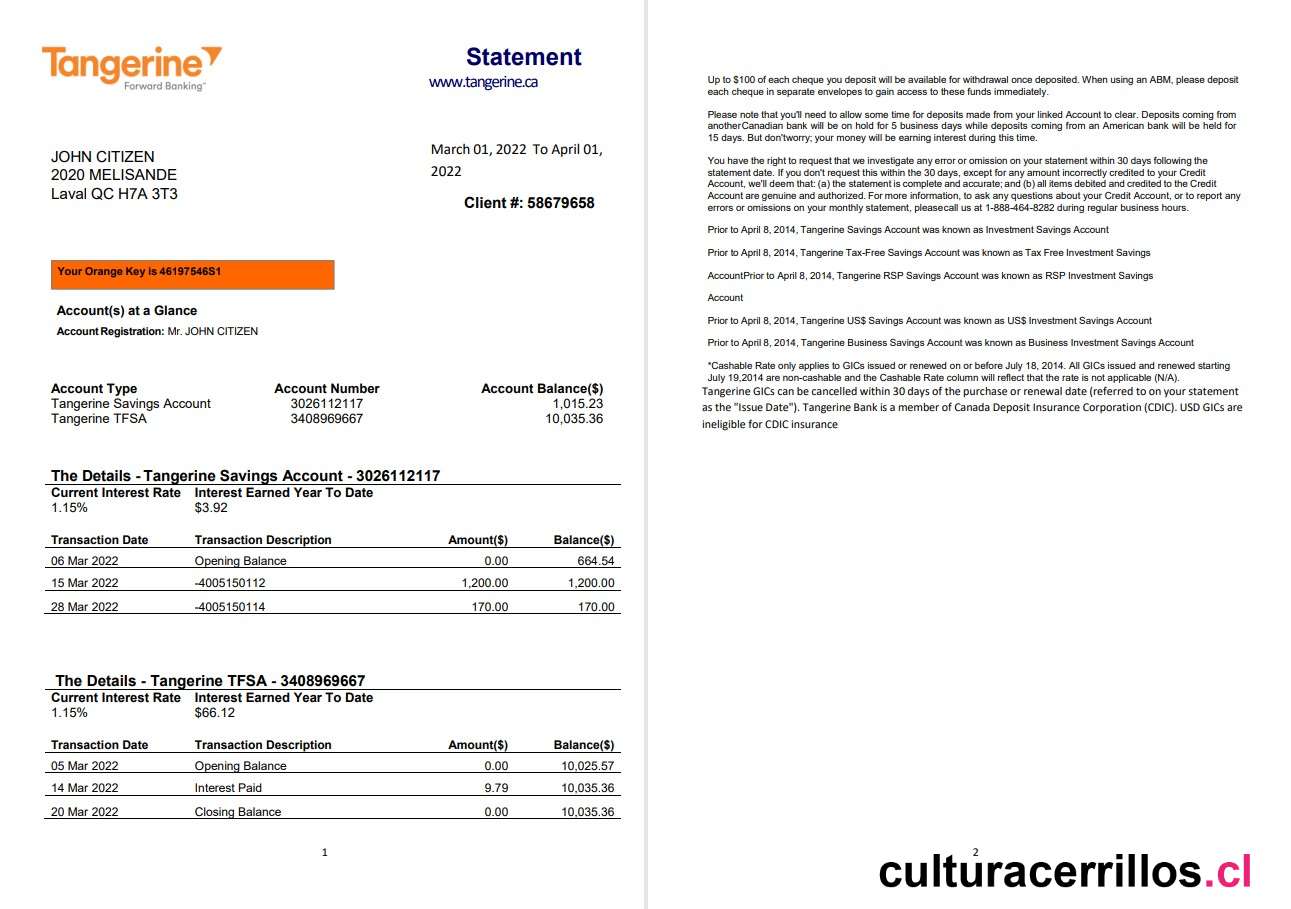 Tangerine
Forward Banking
Statement
www.tangerine.ca
JOHN CITIZEN
2020 MELISANDE
Laval QC H7A 3T3
March 01, 2022 To April 01,
2022
Client #: 58679658
Your Orange Key is 46197546S1
Account(s) at a Glance
Account Registration: Mr. JOHN CITIZEN
Account Type Account Number Account Balance($)
Tangerine Savings Account 3026112117 1,015.23
Tangerine TFSA 3408969667 10,035.36
The Details - Tangerine Savings Account - 3026112117
Current Interest Rate Interest Earned Year To Date
1.15% $3.92
Transaction Date Transaction Description Amount($) Balance($)
06 Mar 2022 Opening Balance 0.00 664.54
15 Mar 2022 -4005150112 1,200.00 1,200.00
28 Mar 2022 -4005150114 170.00 170.00
The Details - Tangerine TFSA - 3408969667
Current Interest Rate Interest Earned Year To Date
1.15% $66.12
Transaction Date Transaction Description Amount($) Balance($)
05 Mar 2022 Opening Balance 0.00 10,025.57
14 Mar 2022 Interest Paid 9.79 10,035.36
20 Mar 2022 Closing Balance 0.00 10,035.36
1
Up to $100 of each cheque you deposit will be available for withdrawal once deposited. When using an ABM, please deposit
each cheque in separate envelopes to gain access to these funds immediately.
Please note that you'll need to allow some time for deposits made from your linked Account to clear. Deposits coming from
anotherCanadian bank will be on hold for 5 business days while deposits coming from an American bank will be held for
15 days. But don'tworry; your money will be earning interest during this time.
You have the right to request that we investigate any error or omission on your statement within 30 days following the
statement date. If you don't request this within the 30 days, except for any amount incorrectly credited to your Credit
Account, we'll deem that: (a) the statement is complete and accurate; and (b) all items debited and credited to the Credit
Account are genuine and authorized. For more information, to ask any questions about your Credit Account, or to report any
errors or omissions on your monthly statement, pleasecall us at 1-888-464-8282 during regular business hours.
Prior to April 8, 2014, Tangerine Savings Account was known as Investment Savings Account
Prior to April 8, 2014, Tangerine Tax-Free Savings Account was known as Tax Free Investment Savings
AccountPrior to April 8, 2014, Tangerine RSP Savings Account was known as RSP Investment Savings
Account
Prior to April 8, 2014, Tangerine US$ Savings Account was known as US$ Investment Savings Account
Prior to April 8, 2014, Tangerine Business Savings Account was known as Business Investment Savings Account
*Cashable Rate only applies to GICs issued or renewed on or before July 18, 2014. All GICs issued and renewed starting
July 19,2014 are non-cashable and the Cashable Rate column will reflect that the rate is not applicable (N/A).
Tangerine GICs can be cancelled within 30 days of the purchase or renewal date (referred to on your statement
as the "Issue Date"). Tangerine Bank is a member of Canada Deposit Insurance Corporation (CDIC). USD GICs are
ineligible for CDIC insurance
2
culturacerrillos.cl